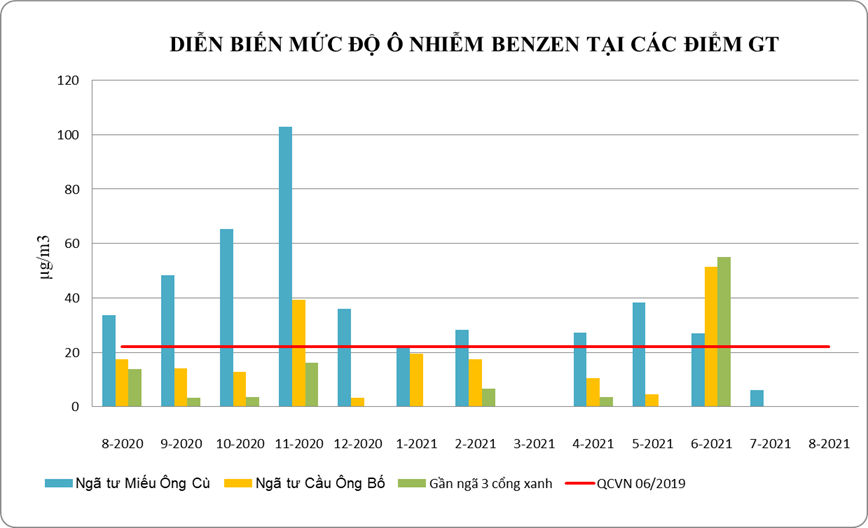 DIỄN BIẾN MỨC ĐỘ Ô NHIỄM BENZEN TẠI CÁC ĐIỂM GT
µg/m3
120
100
80
60
40
20
0
8-2020 9-2020 10-2020 11-2020 12-2020 1-2021 2-2021 3-2021 4-2021 5-2021 6-2021 7-2021 8-2021
Ngã tư Miếu Ông Cù Ngã tư Cầu Ông Bố Gần ngã 3 cổng xanh QCVN 06/2019